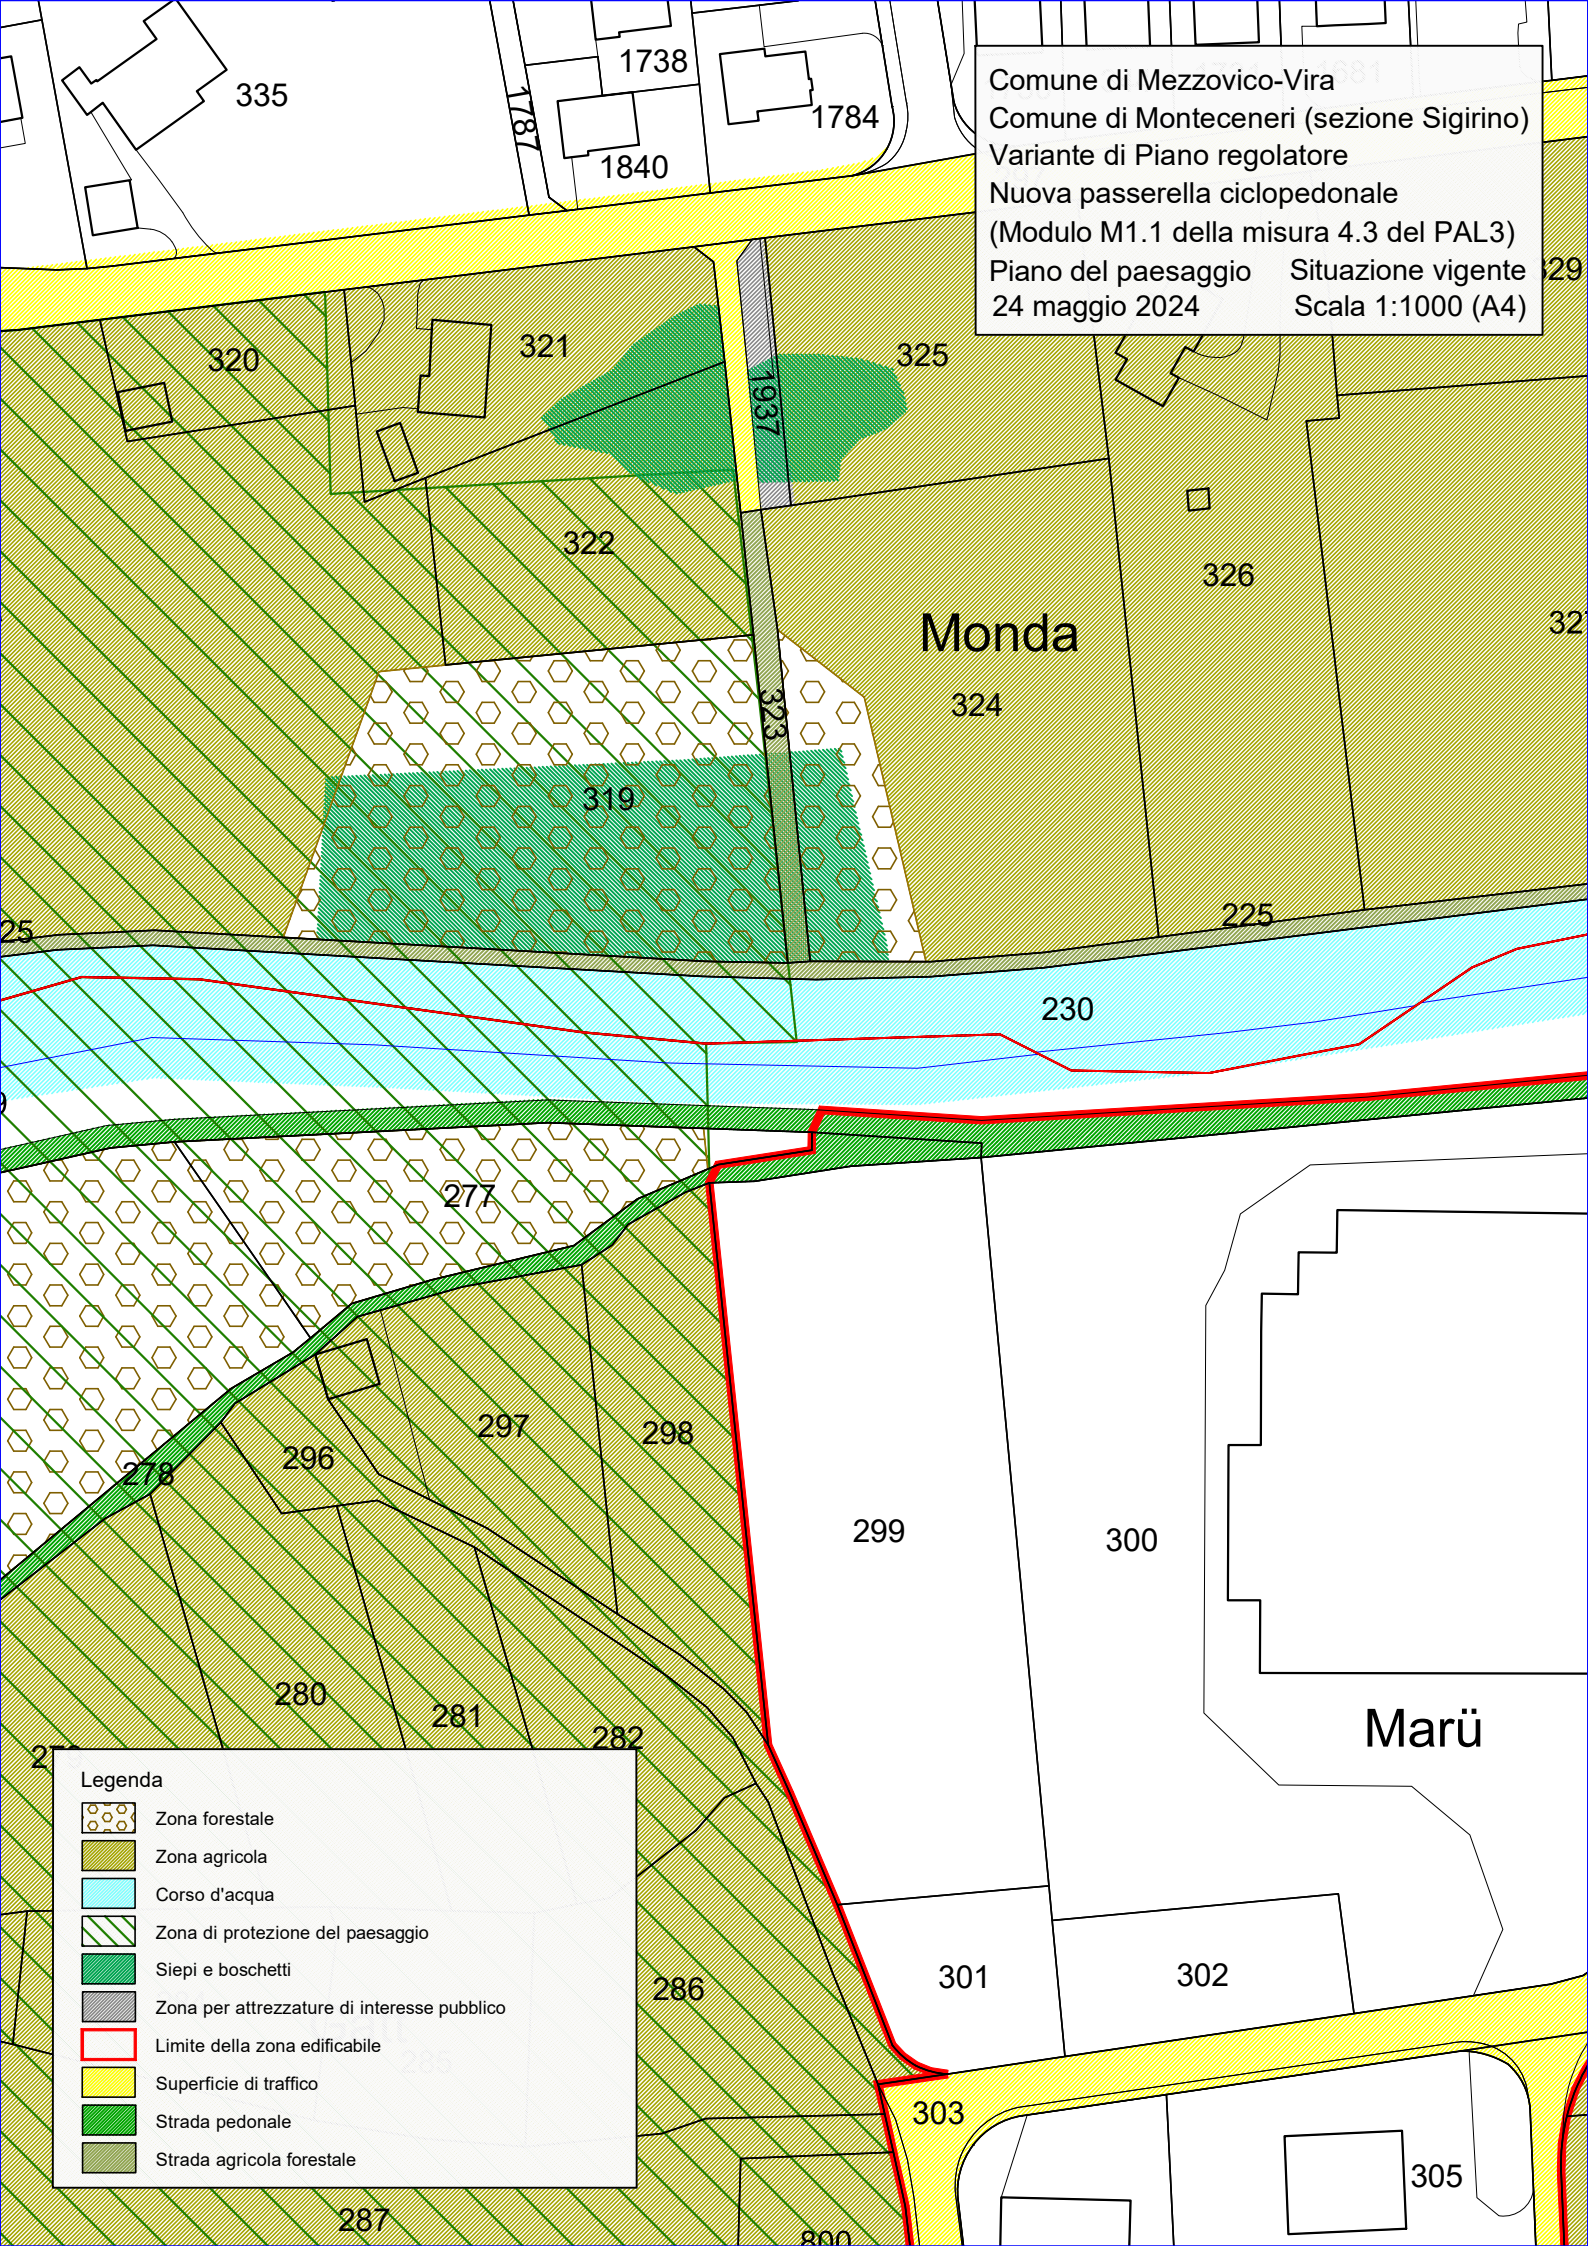 335
1787
1738
1840
1784
Comune di Mezzovico-Vira
Comune di Monteceneri (sezione Sigirino)
Variante di Piano regolatore
Nuova passerella ciclopedonale
(Modulo M1.1 della misura 4.3 del PAL3)
Piano del paesaggio Situazione vigente
24 maggio 2024 Scala 1:1000 (A4)
329
320
321
325
1937
322
326
Monda
324
323
319
225
230
277
278
296
297
298
299
300
280
281
282
Marü
Legenda
Zona forestale
Zona agricola
Corso d'acqua
Zona di protezione del paesaggio
Siepi e boschetti
Zona per attrezzature di interesse pubblico
Limite della zona edificabile
Superficie di traffico
Strada pedonale
Strada agricola forestale
285
286
301
302
303
305
287
800